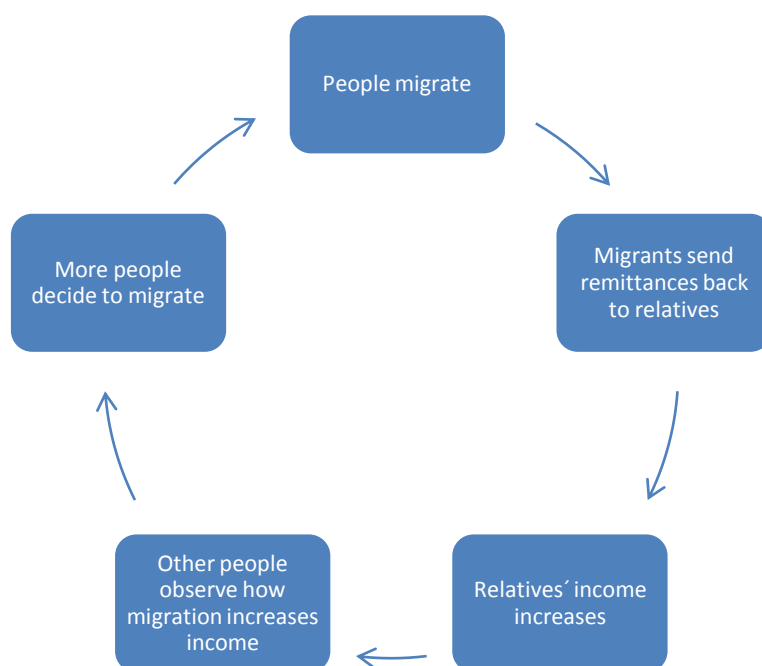 People migrate
Migrants send
remittances back
to relatives
Relatives´ income
increases
Other people
observe how
migration increases
income
More people
decide to migrate